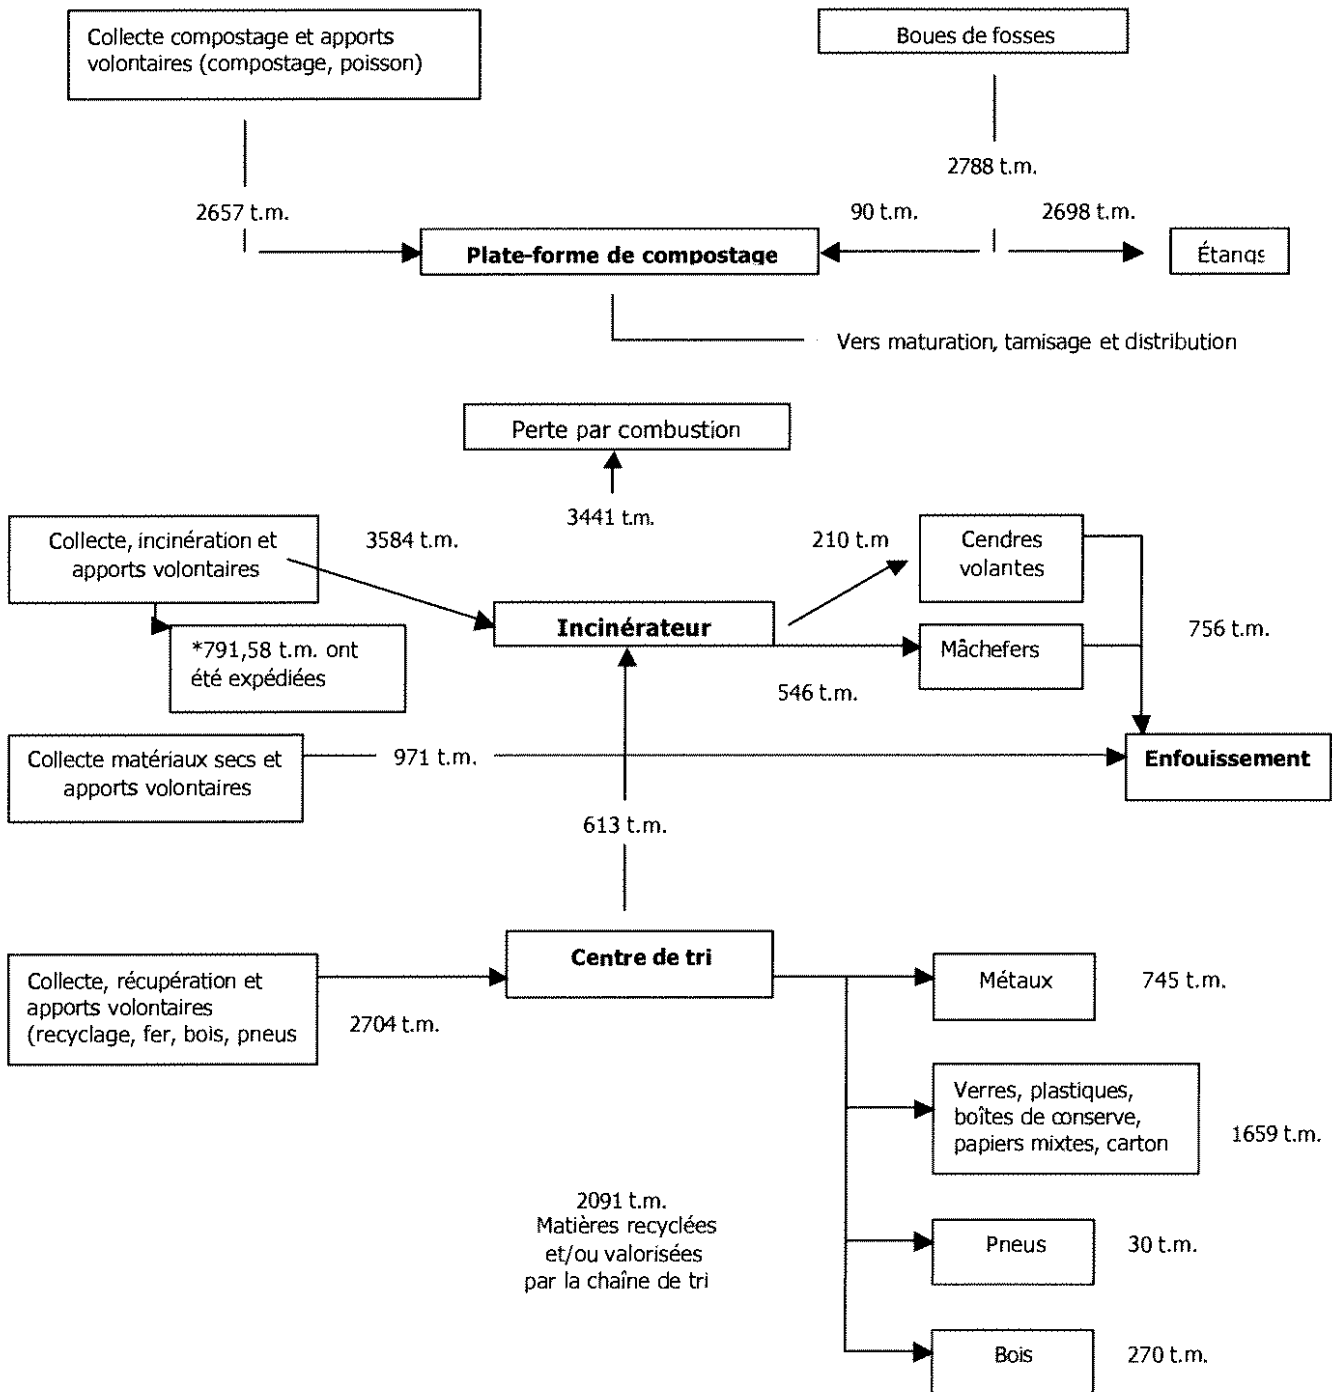 Collecte compostage et apports
volontaires (compostage, poisson)
Boues de fosses
2788 t.m.
2657 t.m.
90 t.m.
2698 t.m.
Plate-forme de compostage
Étangs
Vers maturation, tamisage et distribution
Perte par combustion
3441 t.m.
Collecte, incinération et
apports volontaires
3584 t.m.
210 t.m
Cendres
volantes
Incinérateur
756 t.m.
*791,58 t.m. ont
été expédiées
Mâchefers
546 t.m.
Collecte matériaux secs et
apports volontaires
971 t.m.
Enfouissement
613 t.m.
Centre de tri
Collecte, récupération et
apports volontaires
(recyclage, fer, bois, pneus
2704 t.m.
Métaux
745 t.m.
Verres, plastiques,
boîtes de conserve,
papiers mixtes, carton
1659 t.m.
2091 t.m.
Matières recyclées
et/ou valorisées
par la chaîne de tri
Pneus
30 t.m.
Bois
270 t.m.